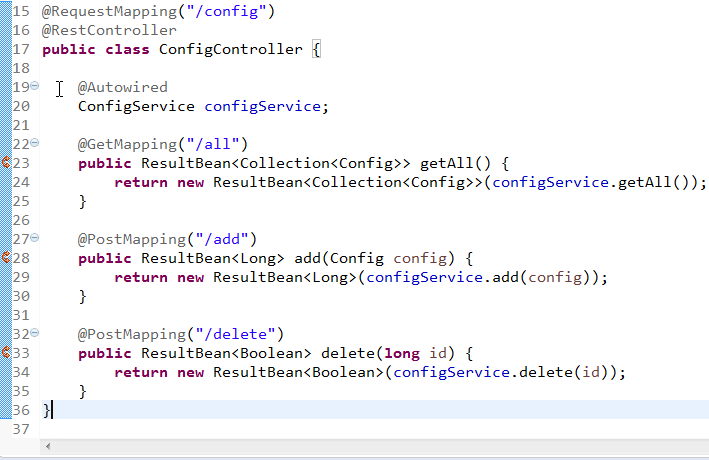 15 @RequestMapping("/config")
16 @RestController
17 public class ConfigController {
18
19     @Autowired
20     ConfigService configService;
21
22     @GetMapping("/all")
23     public ResultBean<Collection<Config>> getAll() {
24         return new ResultBean<Collection<Config>>(configService.getAll());
25     }
26
27     @PostMapping("/add")
28     public ResultBean<Long> add(Config config) {
29         return new ResultBean<Long>(configService.add(config));
30     }
31
32     @PostMapping("/delete")
33     public ResultBean<Boolean> delete(long id) {
34         return new ResultBean<Boolean>(configService.delete(id));
35     }
36 }
37